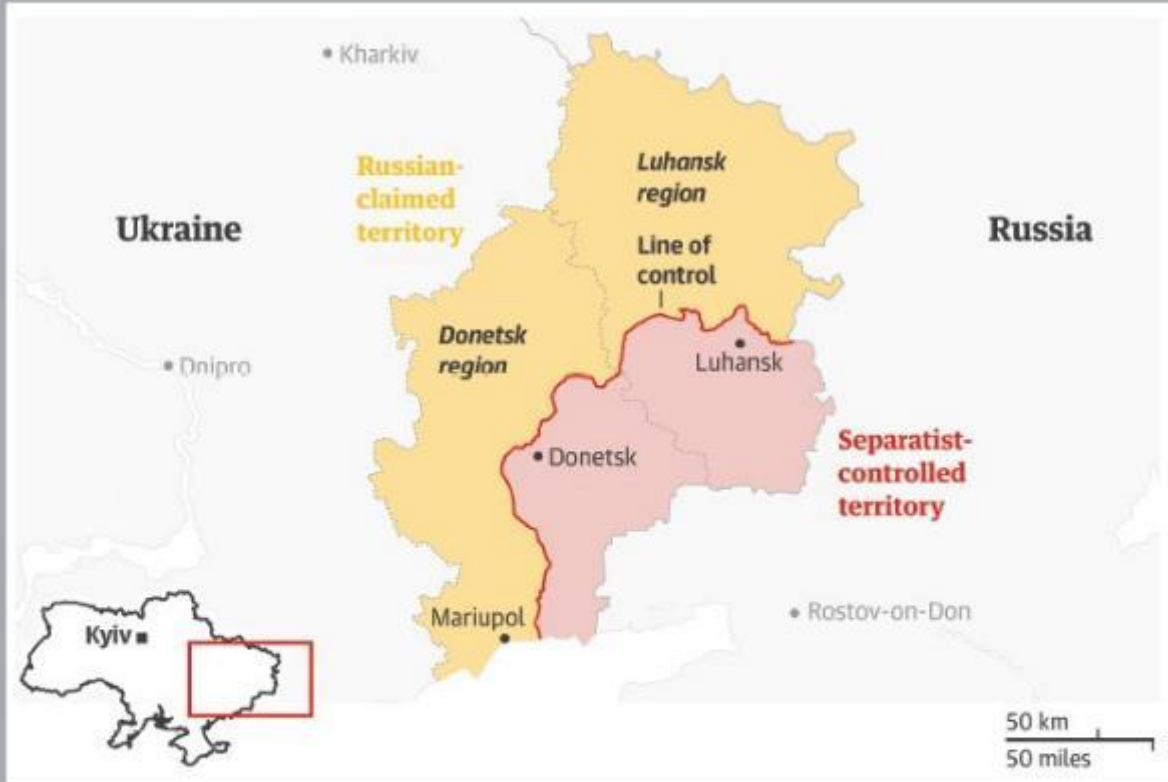 Kharkiv
Russian-
claimed
territory
Luhansk
region
Ukraine
Russia
Line of
control
Donetsk
region
Dnipro
Luhansk
Donetsk
Separatist-
controlled
territory
Mariupol
Rostov-on-Don
Kyiv
50 km
50 miles